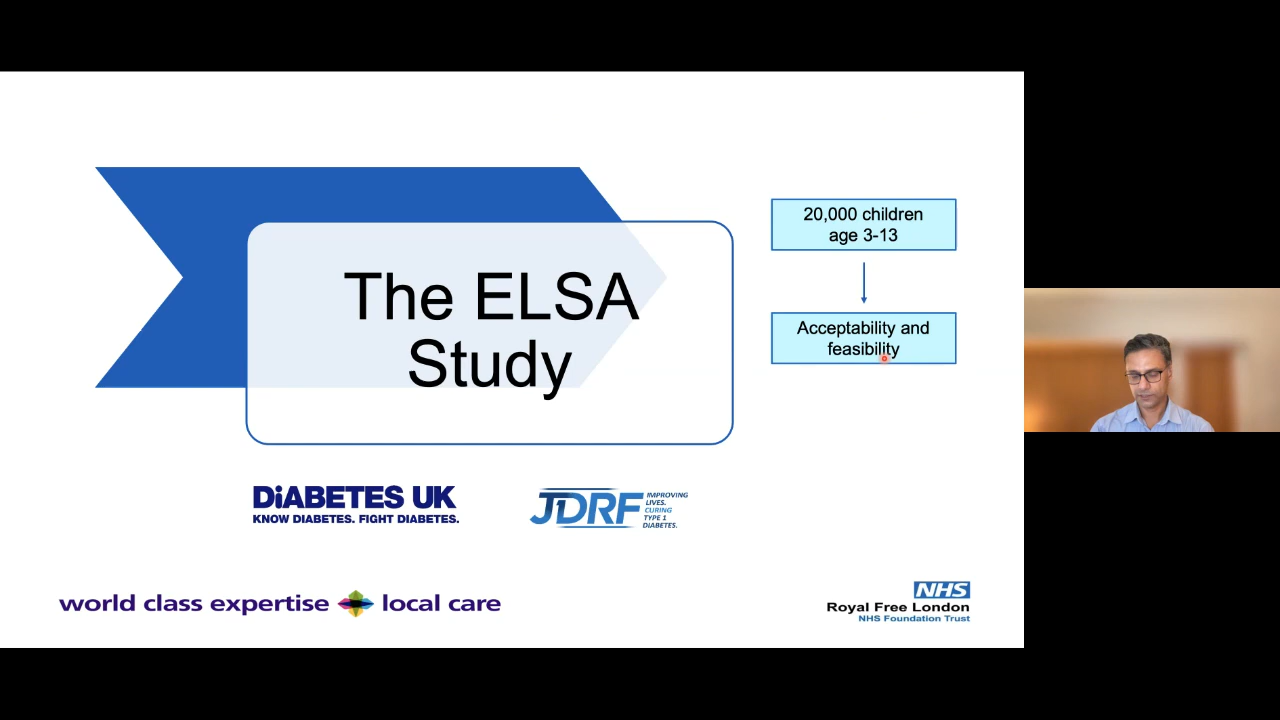 The ELSA
Study
20,000 children
age 3-13
Acceptability and
feasibility
DiABETES UK
KNOW DIABETES. FIGHT DIABETES.
JDRF
IMPROVING
LIVES.
CURING
TYPE 1
DIABETES.
world class expertise local care
NHS
Royal Free London
NHS Foundation Trust